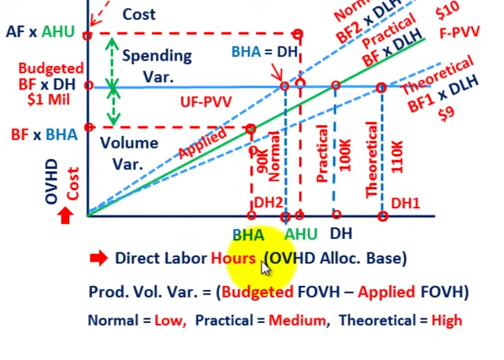 Cost
AF x AHU
Spending
Var.
Budgeted
BF x DH
$1 Mil
BF x BHA
Volume
Var.
OVHD
Cost
BHA = DH
UF-PVV
Applied
BF2 x DLH
$10
Practical
BF x DLH
F-PVV
Theoretical
BF1 x DLH
$9
90K
Normal
Practical
100K
Theoretical
110K
DH2
DH1
BHA AHU DH
Direct Labor Hours (OVHD Alloc. Base)
Prod. Vol. Var. = (Budgeted FOVH – Applied FOVH)
Normal = Low, Practical = Medium, Theoretical = High